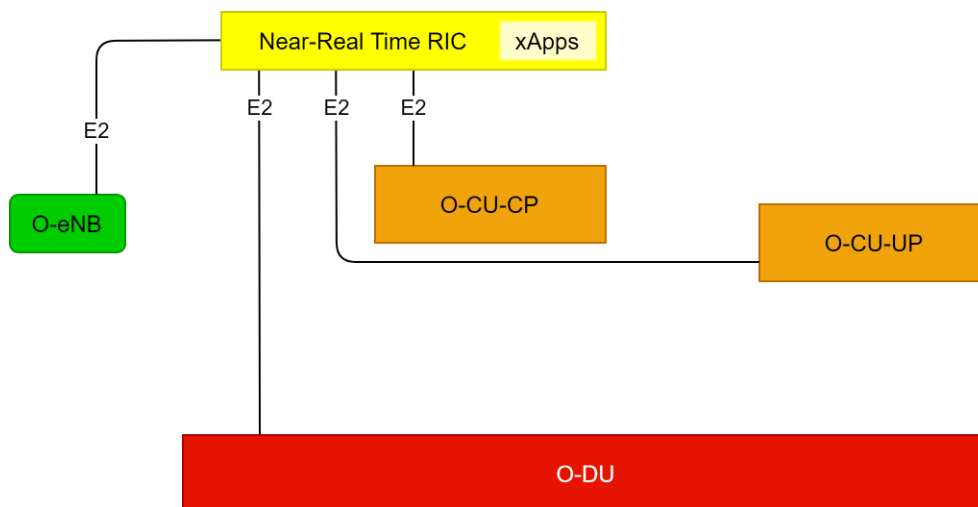 Near-Real Time RIC
xApps
E2
E2
E2
E2
O-eNB
O-CU-CP
O-CU-UP
O-DU